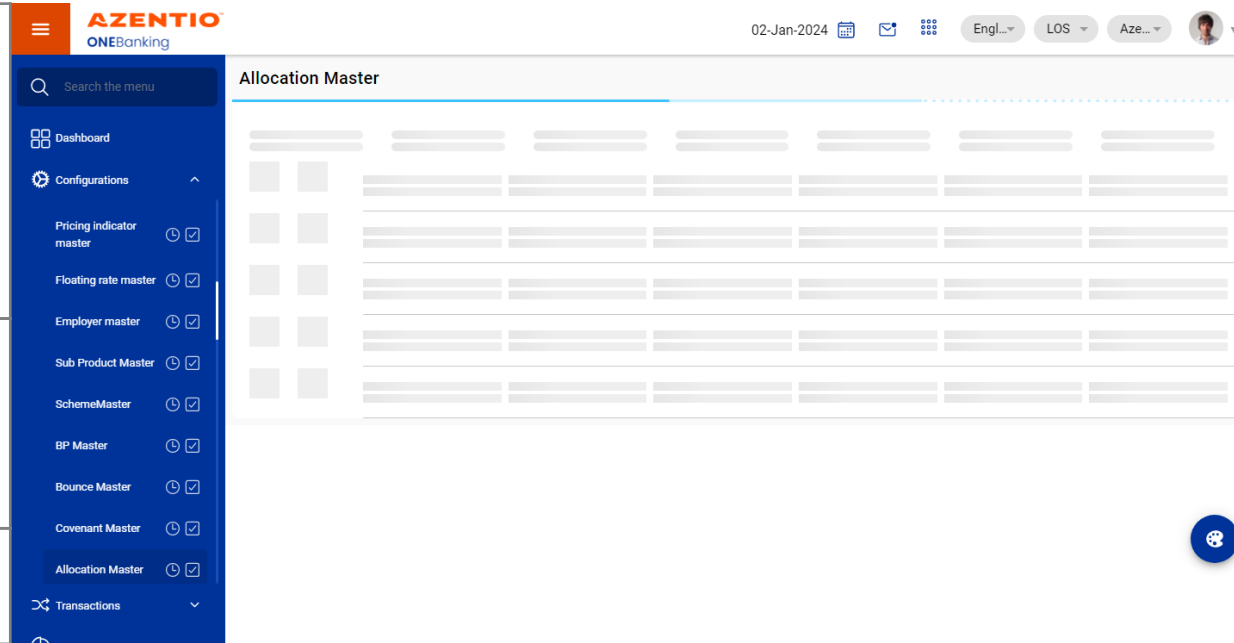 AZENTIO
ONEBanking
02-Jan-2024
Engl...
LOS
Aze...
Search the menu
Allocation Master
Dashboard
Configurations
Pricing indicator
master
Floating rate master
Employer master
Sub Product Master
SchemeMaster
BP Master
Bounce Master
Covenant Master
Allocation Master
Transactions